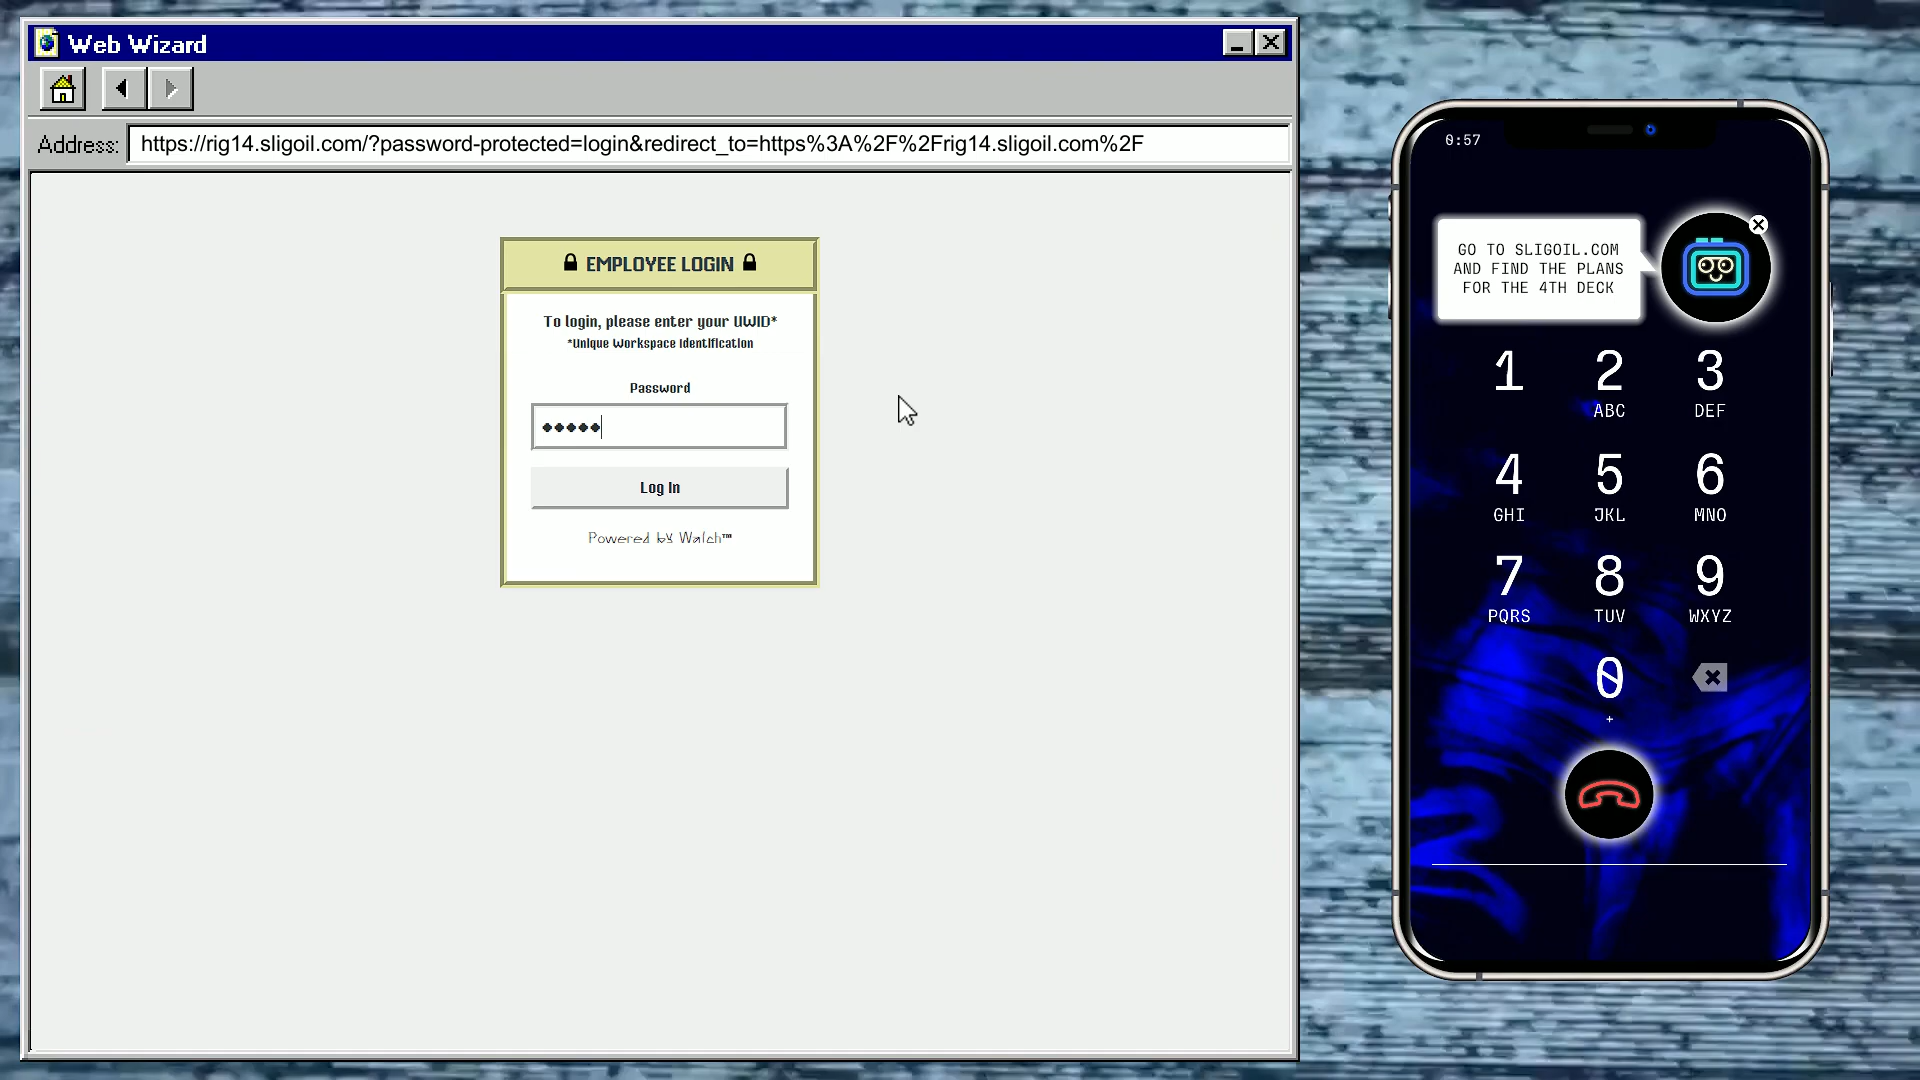 Web Wizard
Address: https://rig14.sligoil.com/?password-protected=login&redirect_to=https%3A%2F%2Frig14.sligoil.com%2F
EMPLOYEE LOGIN
To login, please enter your UWID*
*Unique Workspace Identification
Password
Log In
Powered by Walch™
0:57
GO TO SLIGOIL.COM
AND FIND THE PLANS
FOR THE 4TH DECK
1 2 3
ABC DEF
4 5 6
GHI JKL MNO
7 8 9
PQRS TUV WXYZ
0
+